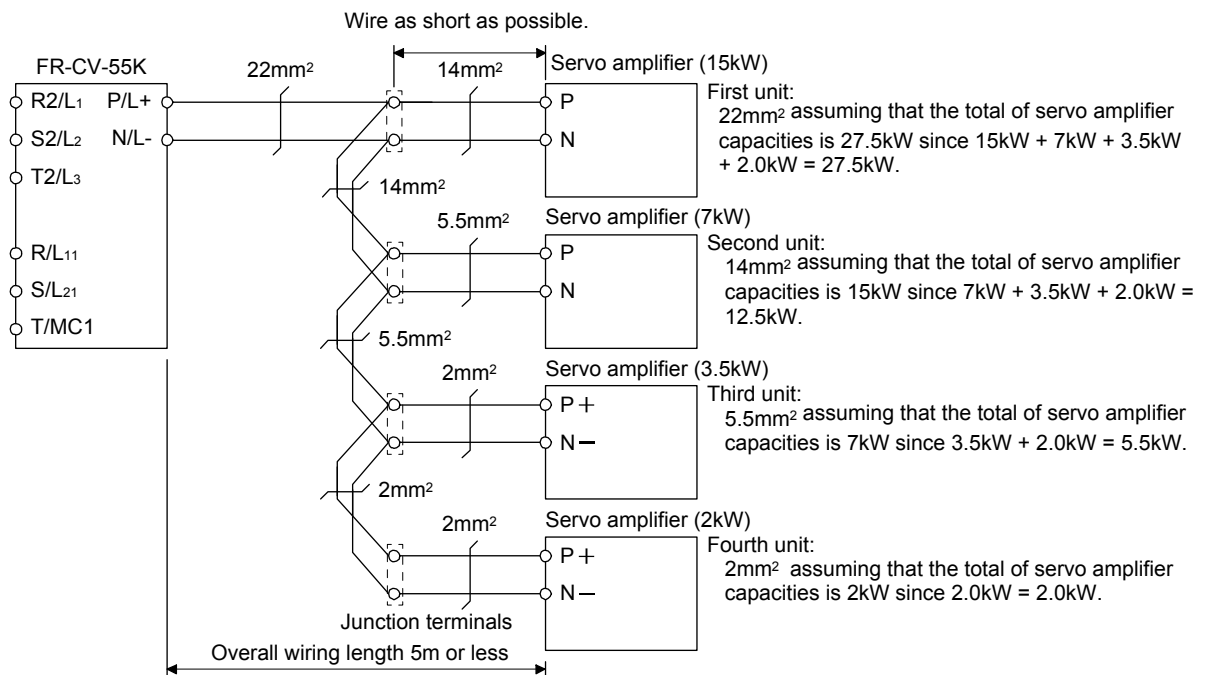 Wire as short as possible.
FR-CV-55K
22mm²
14mm²
Servo amplifier (15kW)
R2/L1 P/L+
S2/L2 N/L-
T2/L3
R/L11
S/L21
T/MC1
P
N
First unit:
22mm² assuming that the total of servo amplifier
capacities is 27.5kW since 15kW + 7kW + 3.5kW
+ 2.0kW = 27.5kW.
14mm²
5.5mm²
Servo amplifier (7kW)
P
N
Second unit:
14mm² assuming that the total of servo amplifier
capacities is 15kW since 7kW + 3.5kW + 2.0kW =
12.5kW.
5.5mm²
2mm²
Servo amplifier (3.5kW)
P+
N−
Third unit:
5.5mm² assuming that the total of servo amplifier
capacities is 7kW since 3.5kW + 2.0kW = 5.5kW.
2mm²
2mm²
Servo amplifier (2kW)
P+
N−
Fourth unit:
2mm² assuming that the total of servo amplifier
capacities is 2kW since 2.0kW = 2.0kW.
Junction terminals
Overall wiring length 5m or less